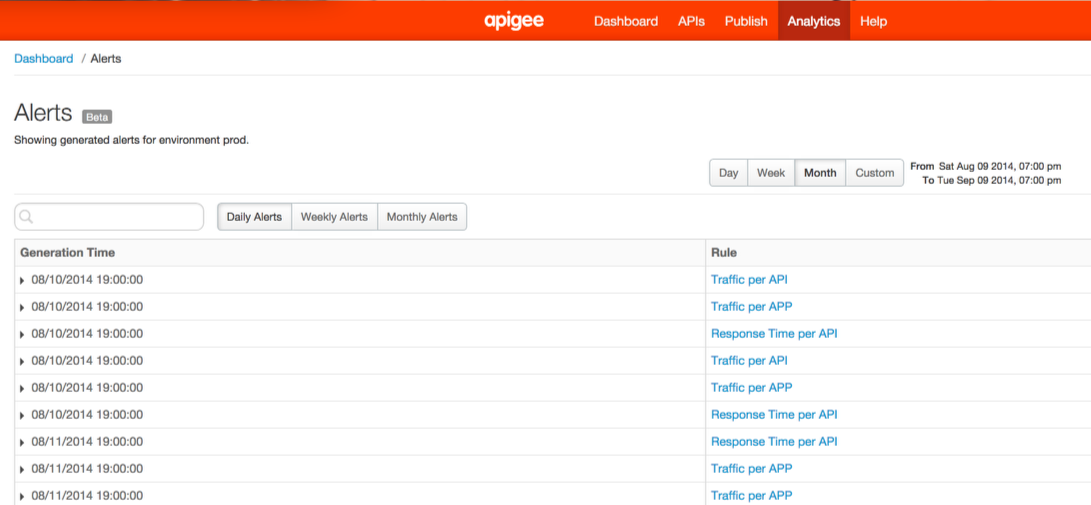 apigee Dashboard APIs Publish Analytics Help
Dashboard / Alerts
Alerts Beta
Showing generated alerts for environment prod.
Day Week Month Custom From Sat Aug 09 2014, 07:00 pm
To Tue Sep 09 2014, 07:00 pm
Daily Alerts Weekly Alerts Monthly Alerts
Generation Time Rule
08/10/2014 19:00:00 Traffic per API
08/10/2014 19:00:00 Traffic per APP
08/10/2014 19:00:00 Response Time per API
08/10/2014 19:00:00 Traffic per API
08/10/2014 19:00:00 Traffic per APP
08/10/2014 19:00:00 Response Time per API
08/11/2014 19:00:00 Response Time per API
08/11/2014 19:00:00 Traffic per APP
08/11/2014 19:00:00 Traffic per APP